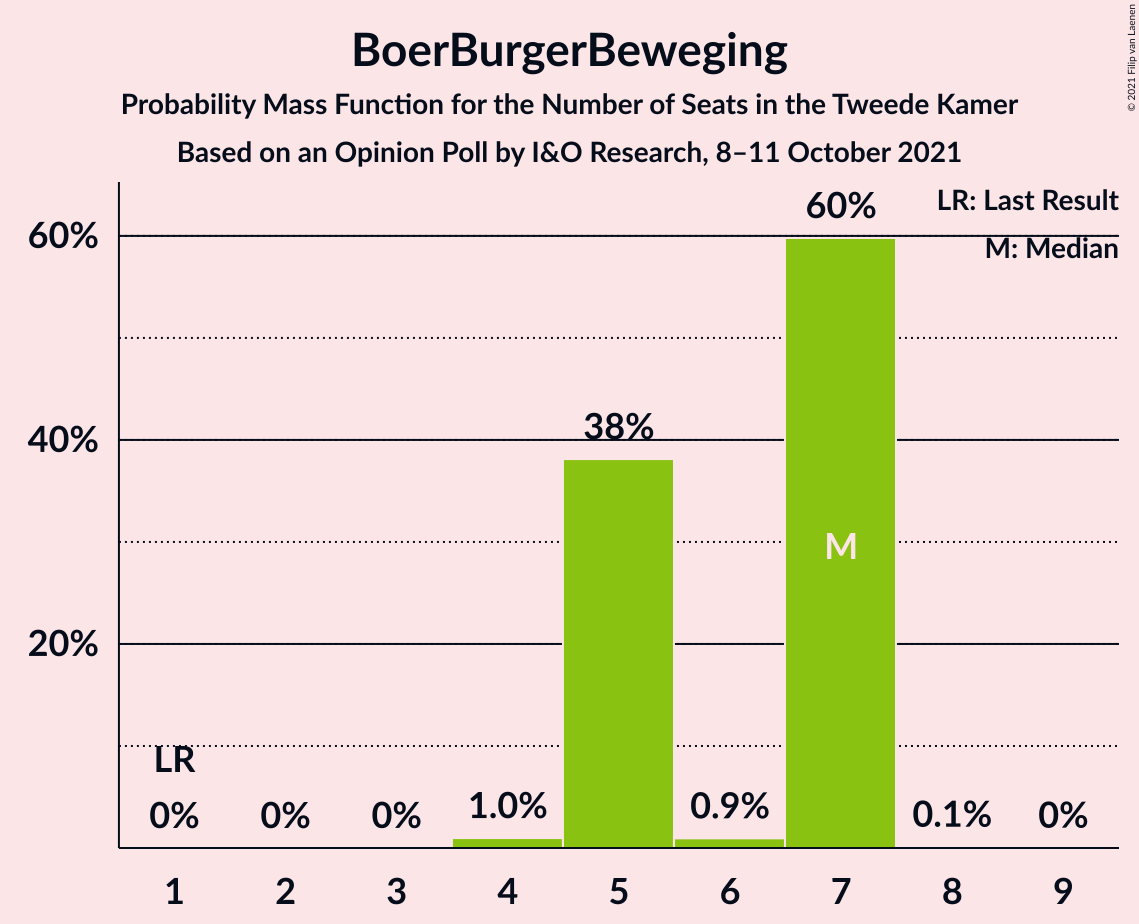 BoerBurgerBeweging
Probability Mass Function for the Number of Seats in the Tweede Kamer
Based on an Opinion Poll by I&O Research, 8–11 October 2021
© 2021 Filip van Laenen
LR: Last Result
M: Median
60%
40%
20%
LR
0%
0%
0%
1.0%
38%
0.9%
60%
M
0.1%
0%
1 2 3 4 5 6 7 8 9